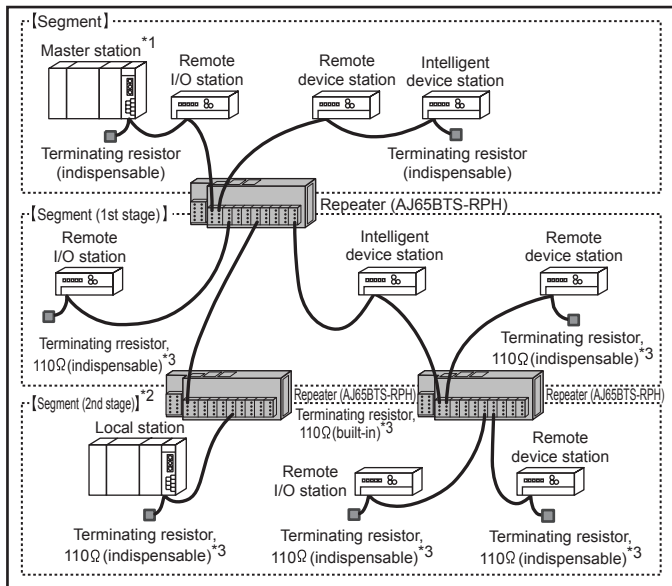 【Segment】
Master station*1
Remote
I/O station
Remote
device station
Intelligent
device station
Terminating resistor
(indispensable)
Terminating resistor
(indispensable)
Repeater (AJ65BTS-RPH)
【Segment (1st stage)】
Remote
I/O station
Intelligent
device station
Remote
device station
Terminating rresistor,
110Ω(indispensable)*3
Terminating resistor,
110Ω(indispensable)*3
【Segment (2nd stage)】*2
Repeater (AJ65BTS-RPH)
Terminating resistor,
110Ω(built-in)*3
Repeater (AJ65BTS-RPH)
Local station
Remote
I/O station
Remote
device station
Terminating resistor,
110Ω(indispensable)*3
Terminating resistor,
110Ω(indispensable)*3
Terminating resistor,
110Ω(indispensable)*3